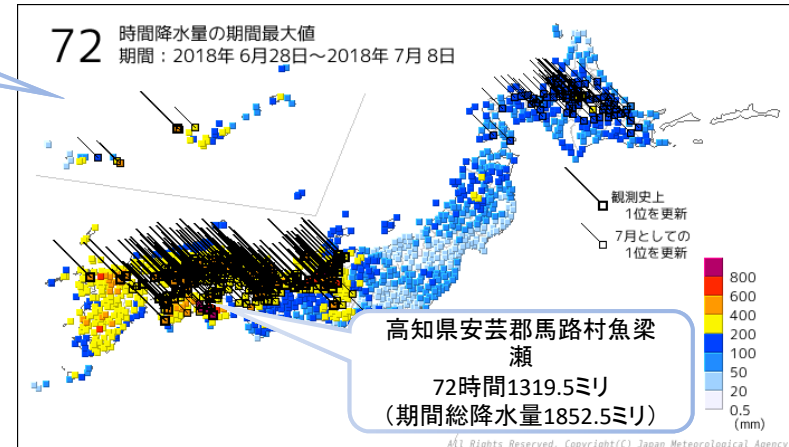 72 時間降水量の期間最大値
期間：2018年 6月28日～2018年 7月 8日
観測史上
1位を更新
7月としての
1位を更新
800
600
400
200
100
50
20
0.5
(mm)
高知県安芸郡馬路村魚梁
瀬
72時間1319.5ミリ
（期間総降水量1852.5ミリ）
All Rights Reserved. Copyright(C) Japan Meteorological Agency